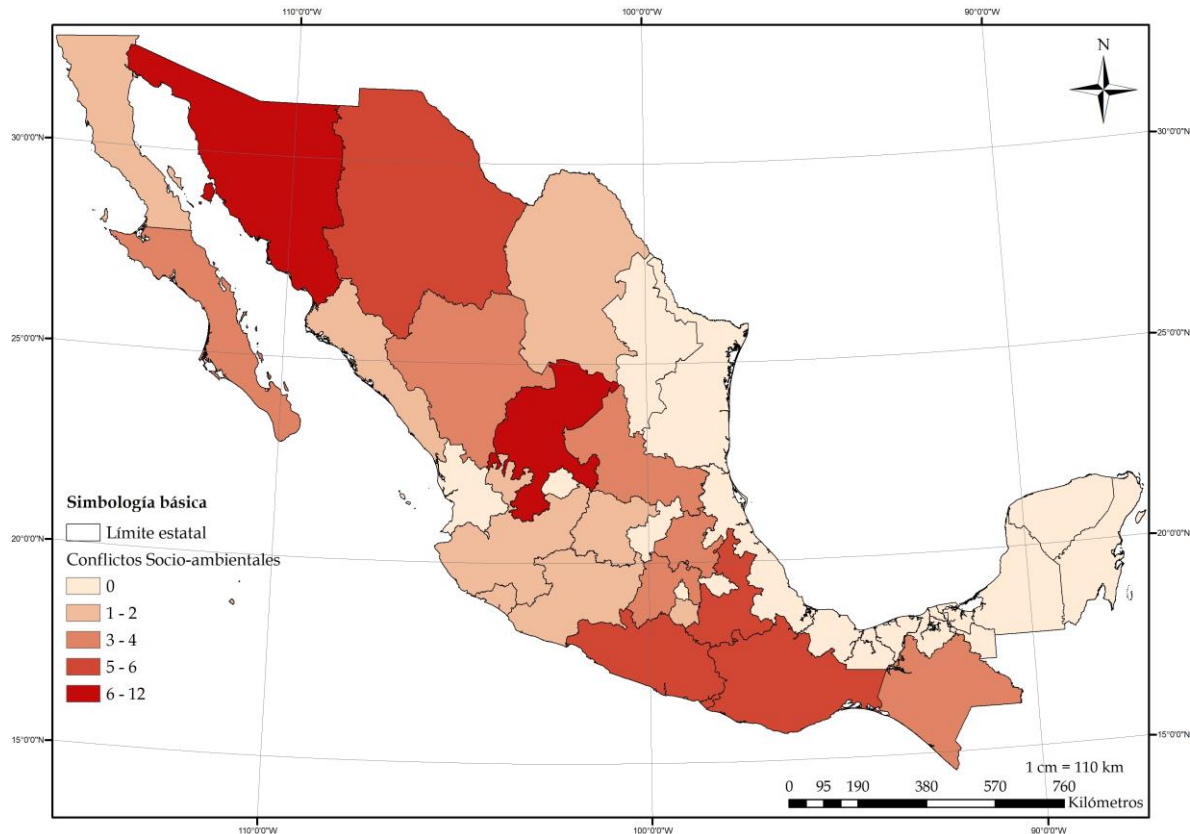 110°0'0"W
100°0'0"W
90°0'0"W
N
30°0'0"N
30°0'0"N
25°0'0"N
25°0'0"N
Simbología básica
Límite estatal
Conflictos Socio-ambientales
0
1 - 2
3 - 4
5 - 6
6 - 12
20°0'0"N
20°0'0"N
15°0'0"N
15°0'0"N
1 cm = 110 km
0 95 190 380 570 760
Kilómetros
110°0'0"W
100°0'0"W
90°0'0"W